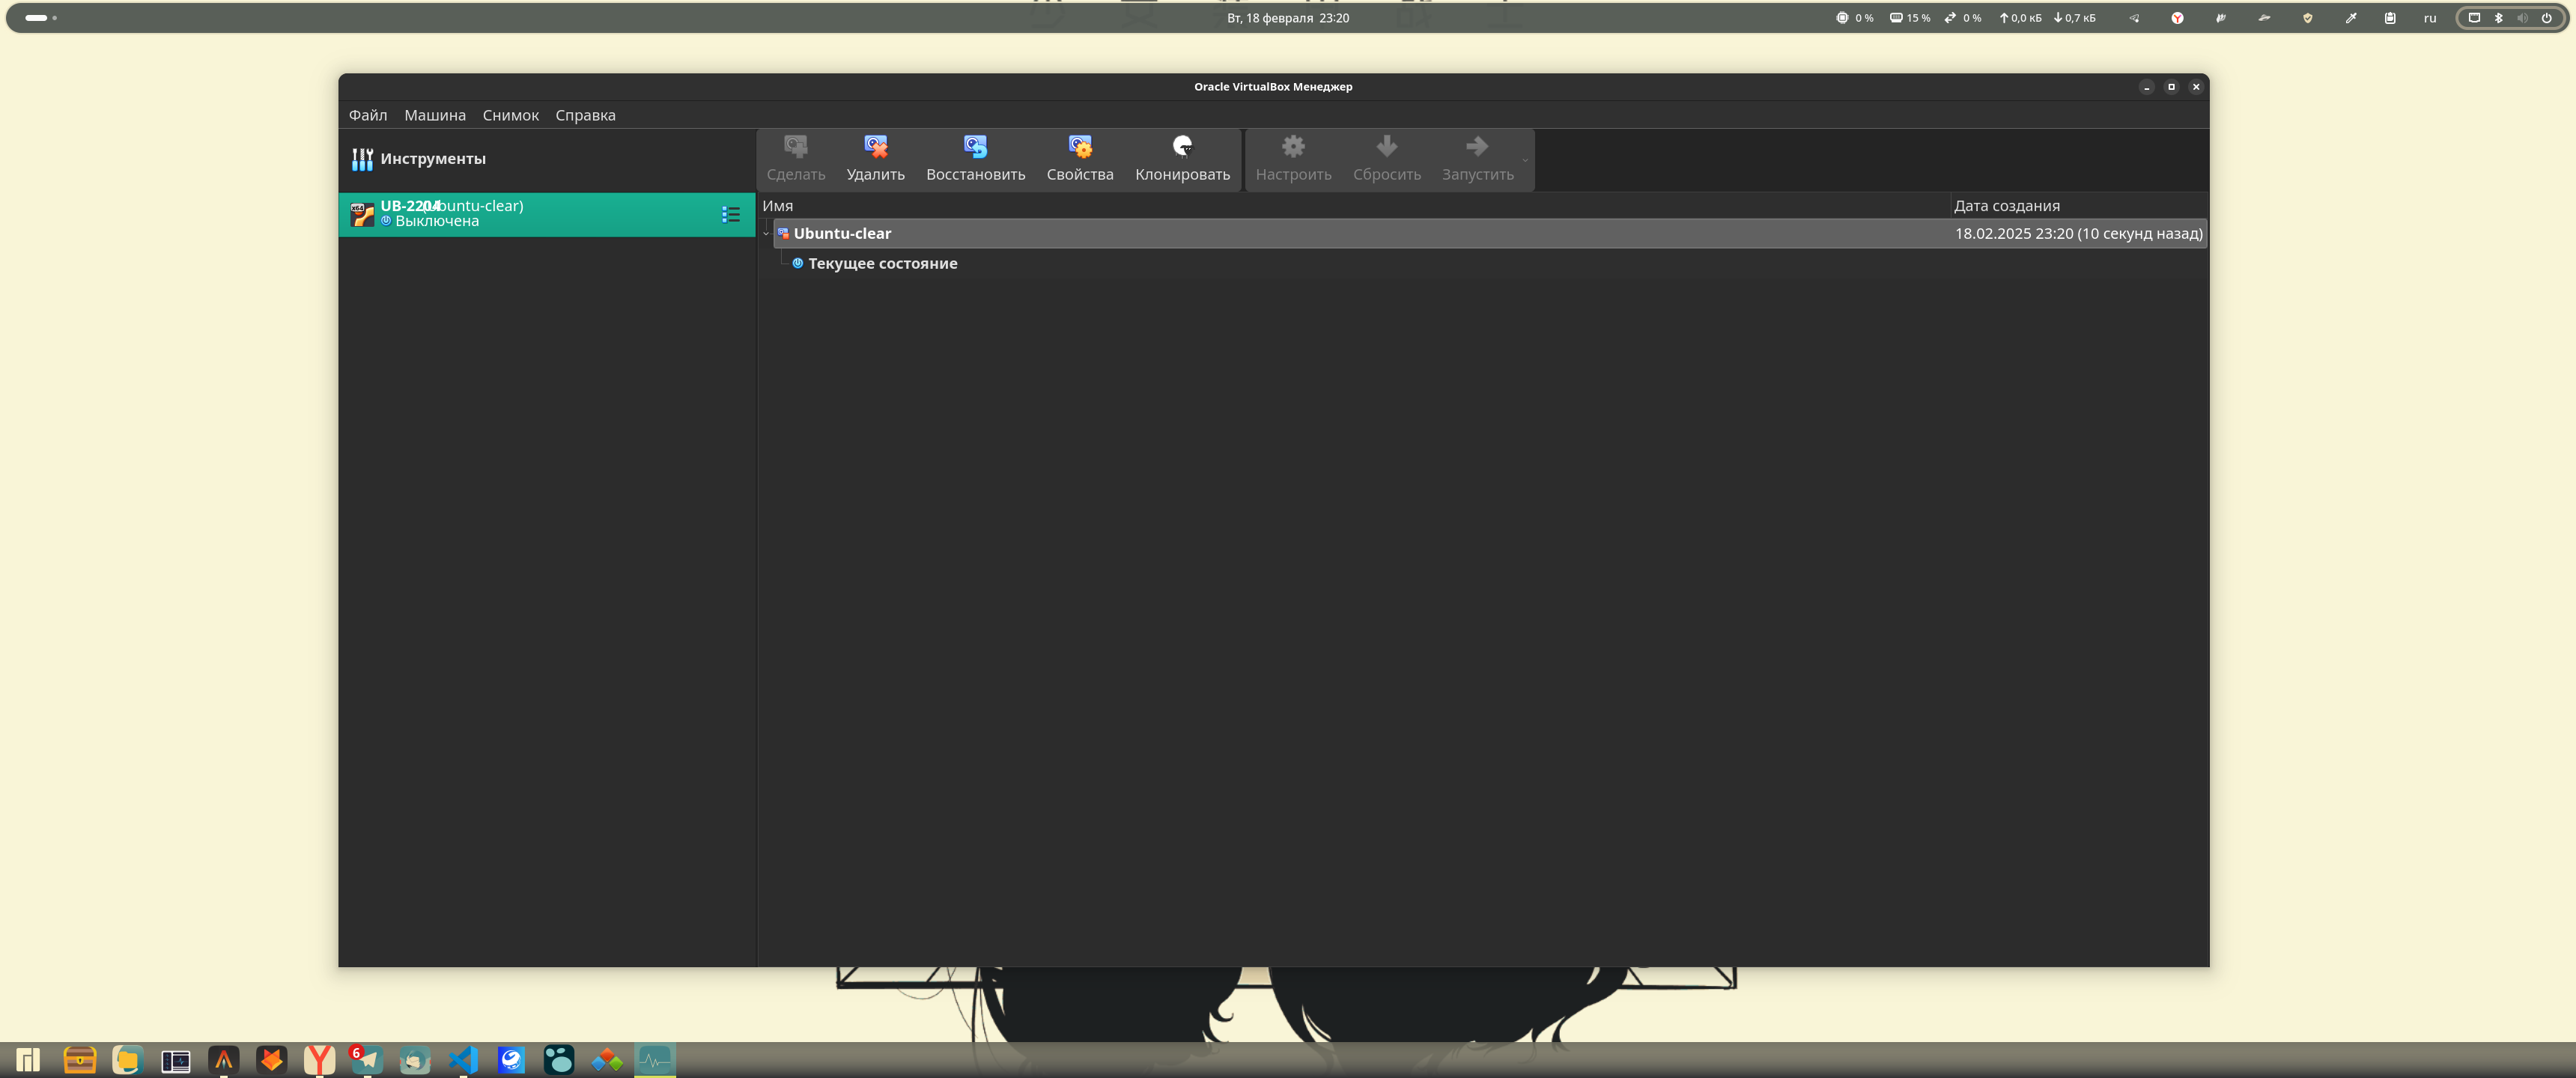 Вт, 18 февраля 23:20
0 % 15 % 0 % 0,0 кБ 0,7 кБ ru
Oracle VirtualBox Менеджер
Файл Машина Снимок Справка
Инструменты
Сделать Удалить Восстановить Свойства Клонировать Настроить Сбросить Запустить
x64
UB-2204 (Ubuntu-clear)
Выключена
Имя Дата создания
Ubuntu-clear 18.02.2025 23:20 (10 секунд назад)
Текущее состояние
6